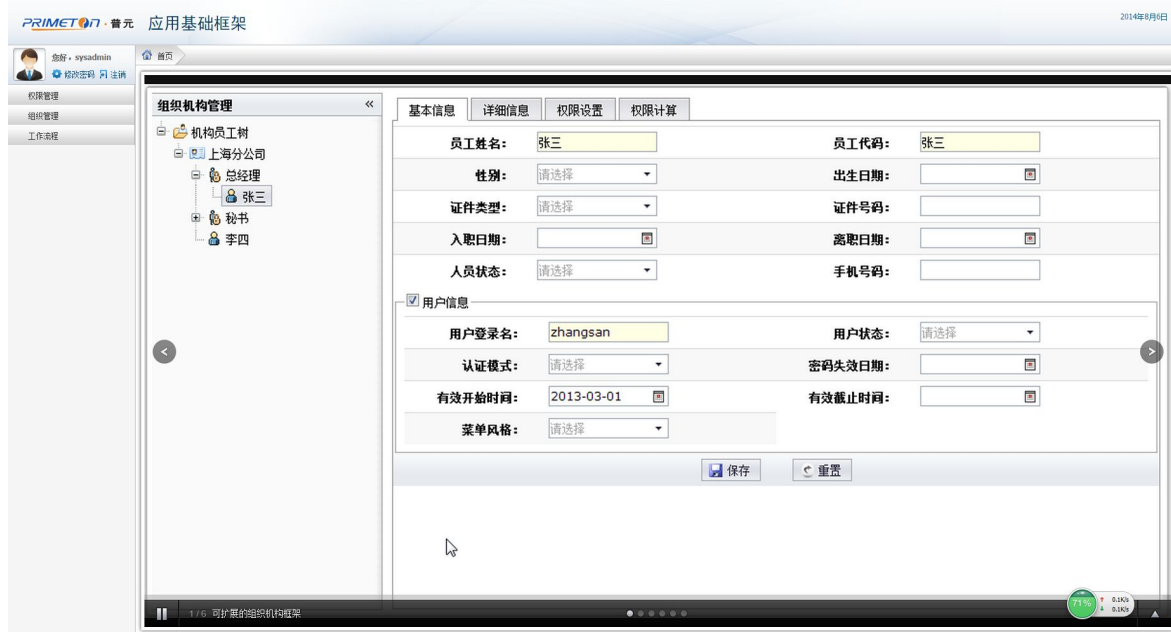 PRIMETON · 普元 应用基础框架
2014年8月6日
您好，sysadmin
修改密码 注销
首页
权限管理
组织管理
工作流程
组织机构管理 «
机构员工树
上海分公司
总经理
张三
秘书
李四
基本信息 详细信息 权限设置 权限计算
员工姓名： 张三 员工代码： 张三
性别： 请选择 出生日期：
证件类型： 请选择 证件号码：
入职日期： 离职日期：
人员状态： 请选择 手机号码：
用户信息
用户登录名： zhangsan 用户状态： 请选择
认证模式： 请选择 密码失效日期：
有效开始时间： 2013-03-01 有效截止时间：
菜单风格： 请选择
保存 重置
1/6 可扩展的组织机构框架
71%
0.1K/s
0.1K/s